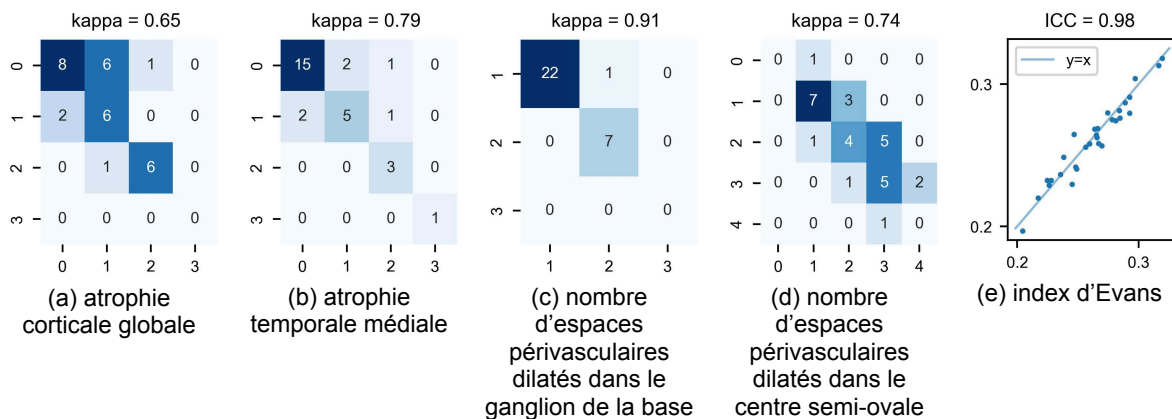 kappa = 0.65
kappa = 0.79
kappa = 0.91
kappa = 0.74
ICC = 0.98
0 8 6 1 0
1 2 6 0 0
2 0 1 6 0
3 0 0 0 0
0 1 2 3
(a) atrophie
corticale globale
0 15 2 1 0
1 2 5 1 0
2 0 0 3 0
3 0 0 0 1
0 1 2 3
(b) atrophie
temporale médiale
1 22 1 0
2 0 7 0
3 0 0 0
1 2 3
(c) nombre
d'espaces
périvasculaires
dilatés dans le
ganglion de la base
0 0 1 0 0 0
1 0 7 3 0 0
2 0 1 4 5 0
3 0 0 1 5 2
4 0 0 0 1 0
0 1 2 3 4
(d) nombre
d'espaces
périvasculaires
dilatés dans le
centre semi-ovale
y=x
0.3
0.2
0.2 0.3
(e) index d'Evans